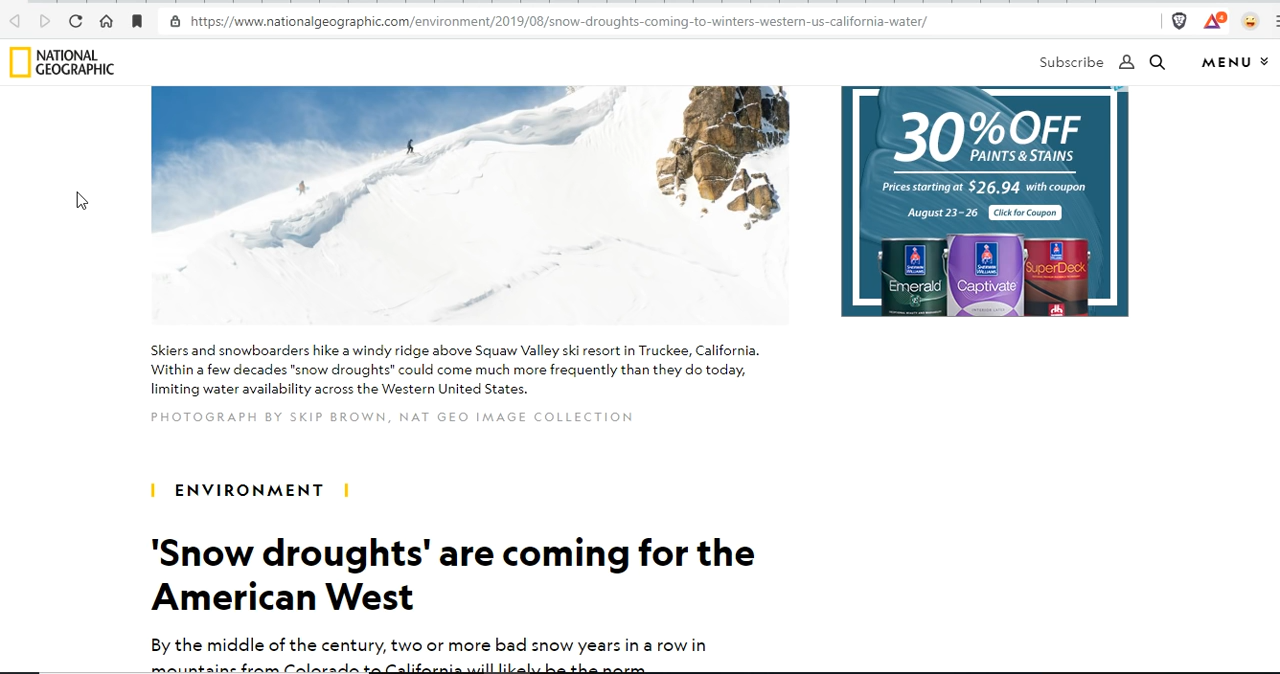 https://www.nationalgeographic.com/environment/2019/08/snow-droughts-coming-to-winters-western-us-california-water/
4
NATIONAL
GEOGRAPHIC
Subscribe
MENU
30% OFF
PAINTS & STAINS
Prices starting at $26.94 with coupon
August 23-26 Click for Coupon
SHERWIN
WILLIAMS
SHERWIN
WILLIAMS
Emerald
Captivate
SuperDeck
Skiers and snowboarders hike a windy ridge above Squaw Valley ski resort in Truckee, California.
Within a few decades "snow droughts" could come much more frequently than they do today,
limiting water availability across the Western United States.
PHOTOGRAPH BY SKIP BROWN, NAT GEO IMAGE COLLECTION
ENVIRONMENT
'Snow droughts' are coming for the
American West
By the middle of the century, two or more bad snow years in a row in
mountains from Colorado to California will likely be the norm.